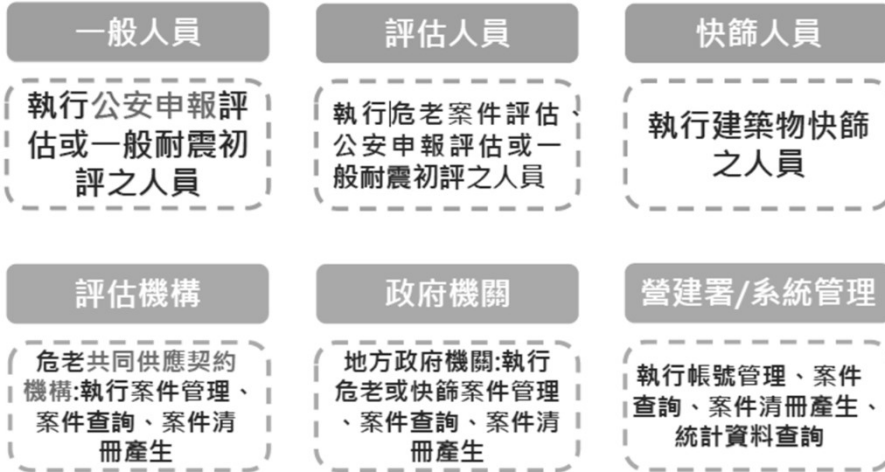 一般人員
執行公安申報評
估或一般耐震初
評之人員
評估人員
執行危老案件評估、
公安申報評估或一
般耐震初評之人員
快篩人員
執行建築物快篩
之人員
評估機構
危老共同供應契約
機構:執行案件管理、
案件查詢、案件清
冊產生
政府機關
地方政府機關:執行
危老或快篩案件管理
、案件查詢、案件清
冊產生
營建署/系統管理
執行帳號管理、案件
查詢、案件清冊產生、
統計資料查詢